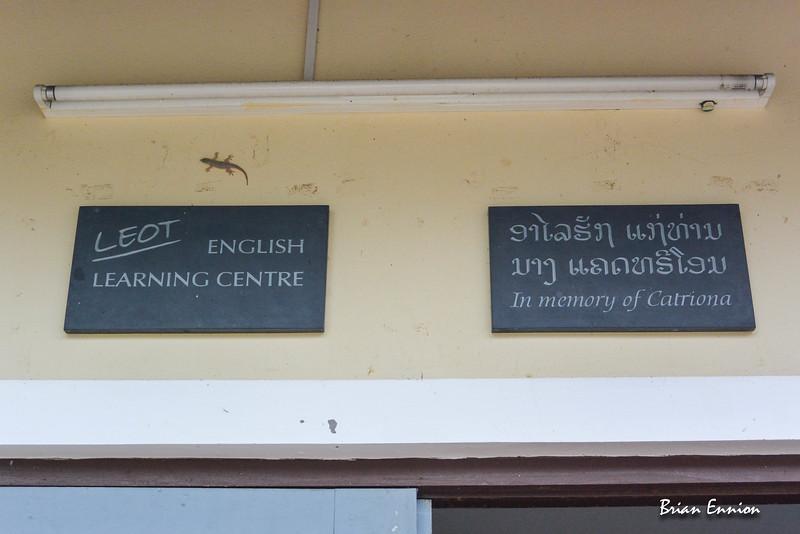 LEOT ENGLISH
LEARNING CENTRE
ອາໄລຮັກ ແກ່ທ່ານ
ນາງ ແຄດທຣີໂອນ
In memory of Catriona
Brian Ennion